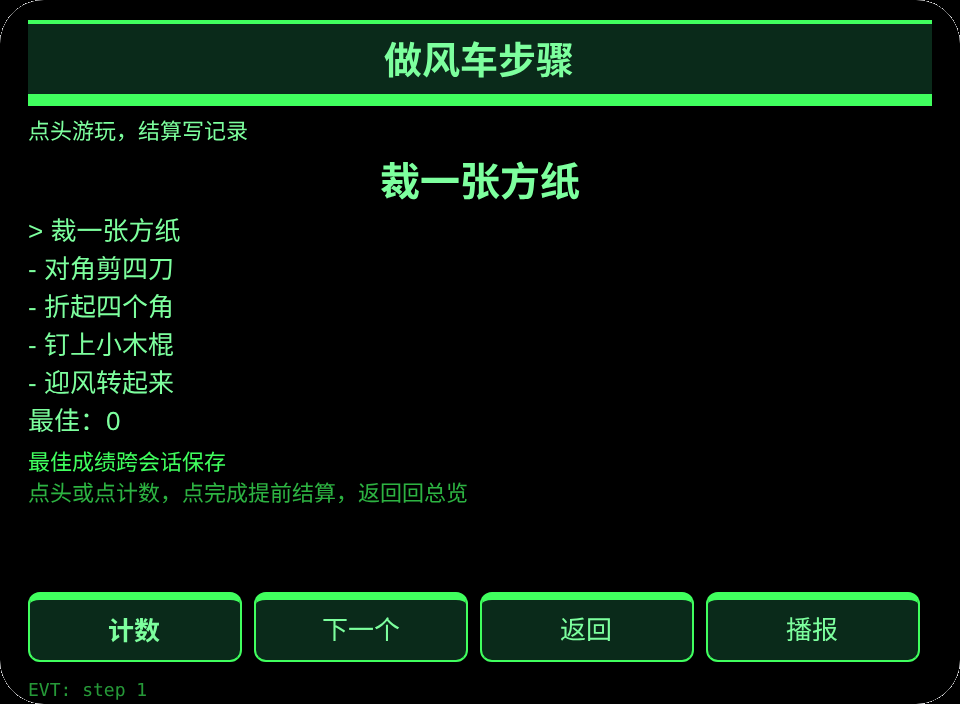 做风车步骤
点头游玩，结算写记录
裁一张方纸
> 裁一张方纸
- 对角剪四刀
- 折起四个角
- 钉上小木棍
- 迎风转起来
最佳：0
最佳成绩跨会话保存
点头或点计数，点完成提前结算，返回回总览
计数 下一个 返回 播报
EVT: step 1